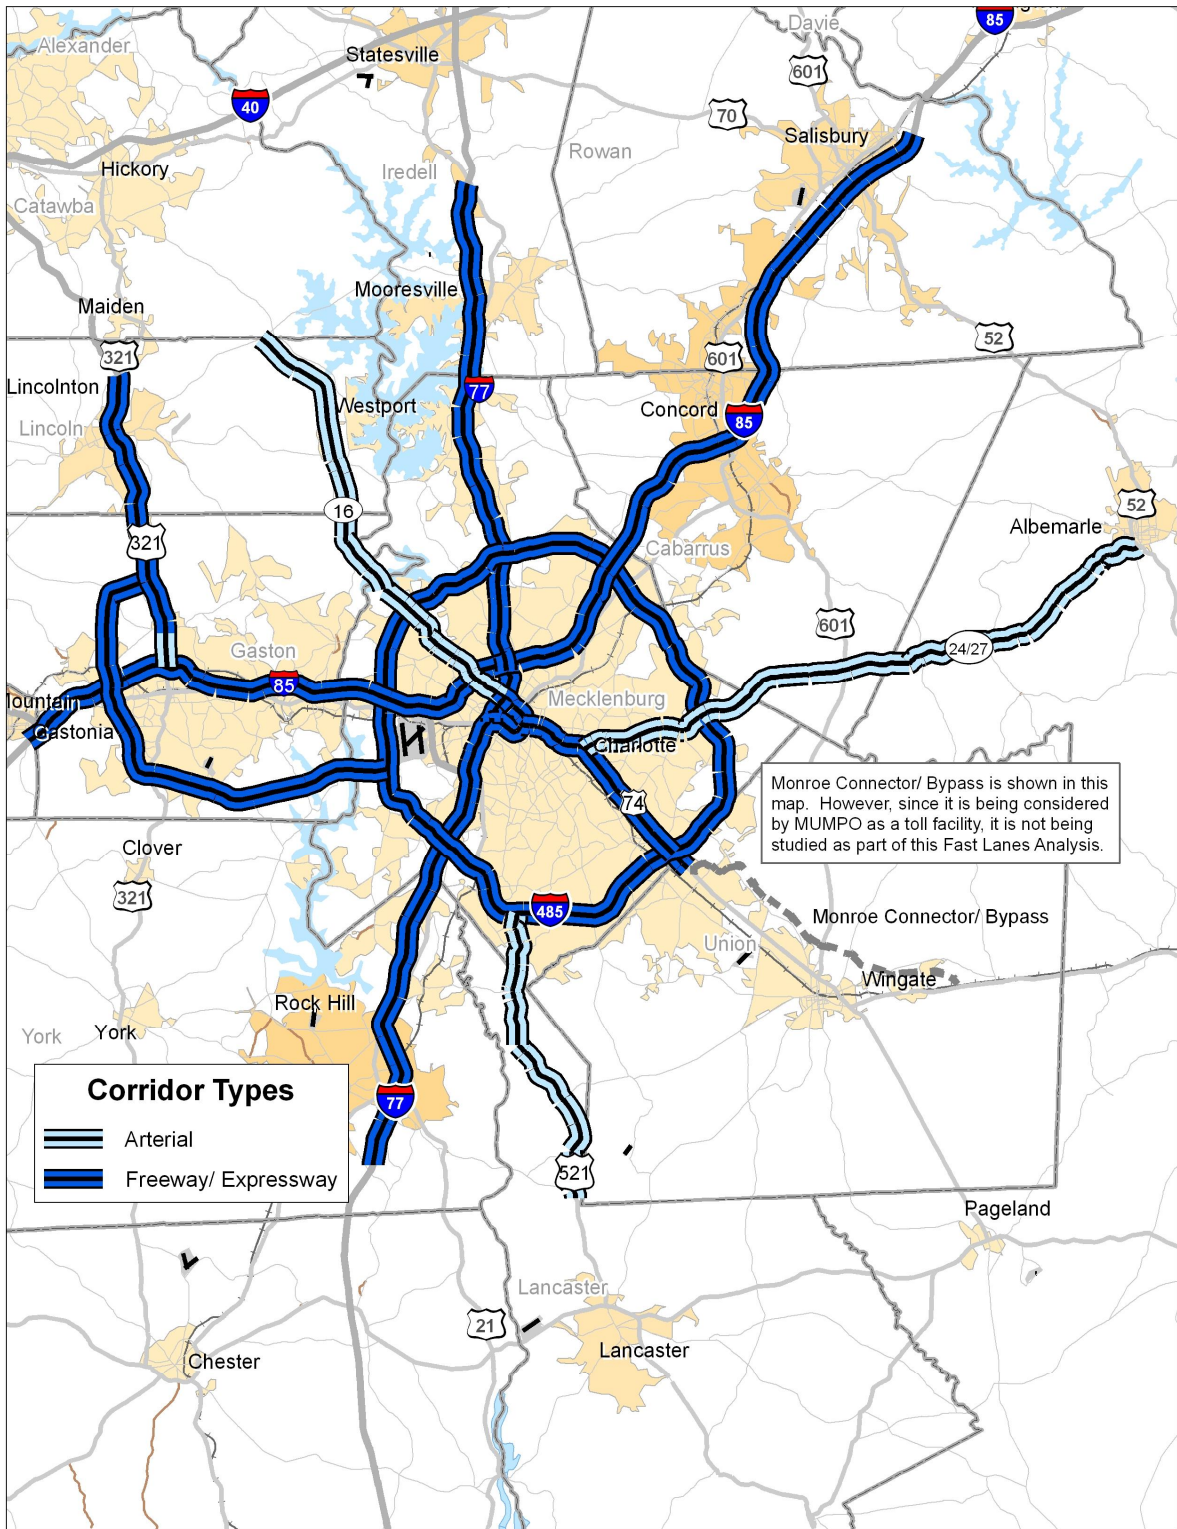 85
Davie
Alexander
Statesville
601
40
70
Salisbury
Rowan
Hickory
Iredell
Catawba
Mooresville
Maiden
52
321
601
Lincolnton
77
Westport
Concord
85
Lincoln
52
16
Albemarle
321
Cabarrus
601
24/27
Gaston
85
Mecklenburg
Mountain
Gastonia
Charlotte
74
Monroe Connector/ Bypass is shown in this
map. However, since it is being considered
by MUMPO as a toll facility, it is not being
studied as part of this Fast Lanes Analysis.
Clover
321
485
Monroe Connector/ Bypass
Union
Wingate
Rock Hill
York
York
Corridor Types
77
Arterial
Freeway/ Expressway
521
Pageland
Lancaster
21
Lancaster
Chester